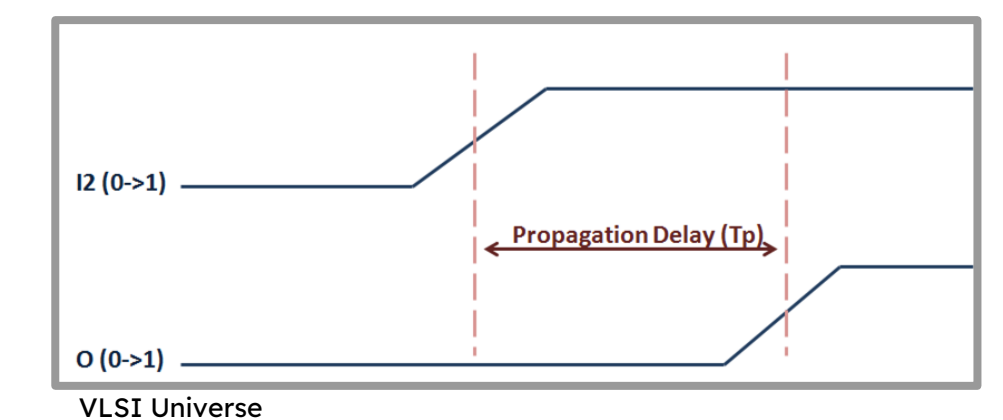 I2 (0->1)
Propagation Delay (Tp)
O (0->1)
VLSI Universe